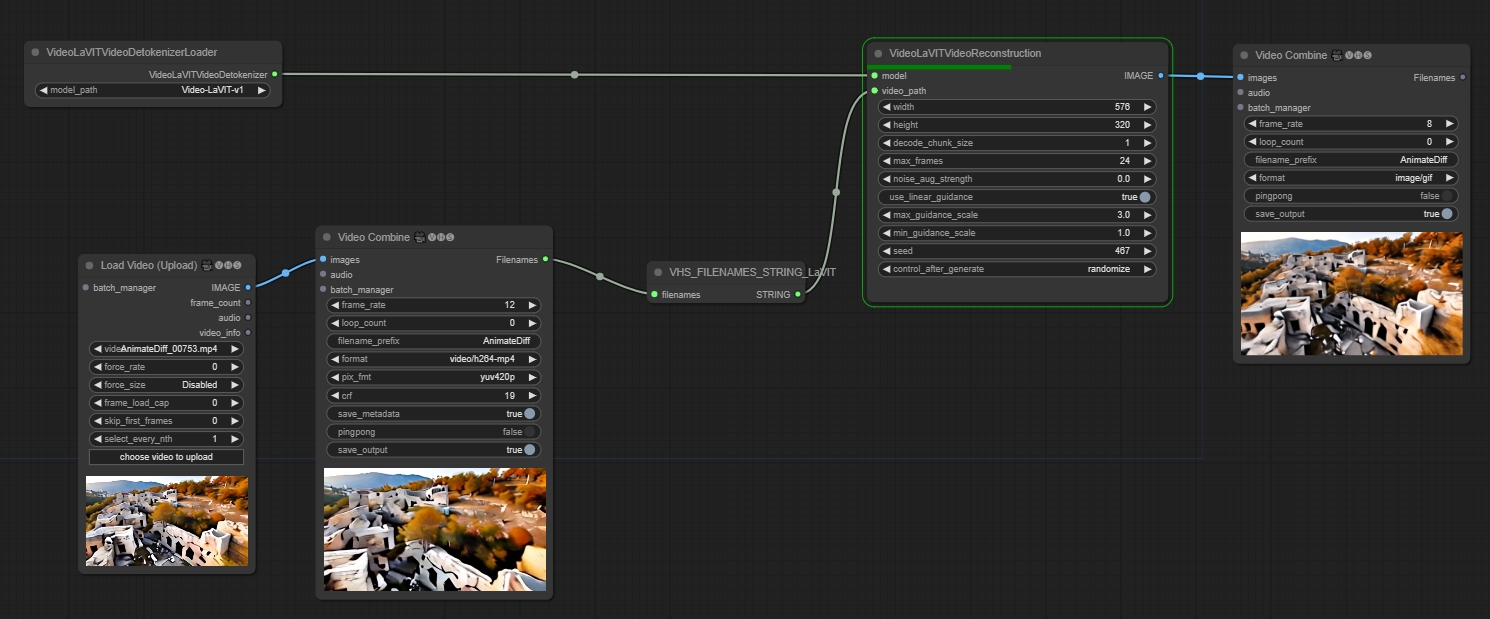 VideoLaVITVideoDetokenizerLoader
VideoLaVITVideoDetokenizer
model_path Video-LaVIT-v1
Load Video (Upload) VHS
batch_manager IMAGE
frame_count
audio
video_info
AnimateDiff_00753.mp4
force_rate 0
force_size Disabled
frame_load_cap 0
skip_first_frames 0
select_every_nth 1
choose video to upload
Video Combine VHS
images Filenames
audio
batch_manager
frame_rate 12
loop_count 0
filename_prefix AnimateDiff
format video/h264-mp4
pix_fmt yuv420p
crf 19
save_metadata true
pingpong false
save_output true
VHS_FILENAMES_STRING_LaVIT
filenames STRING
VideoLaVITVideoReconstruction
model IMAGE
video_path
width 576
height 320
decode_chunk_size 1
max_frames 24
noise_aug_strength 0.0
use_linear_guidance true
max_guidance_scale 3.0
min_guidance_scale 1.0
seed 467
control_after_generate randomize
Video Combine VHS
images Filenames
audio
batch_manager
frame_rate 8
loop_count 0
filename_prefix AnimateDiff
format image/gif
pingpong false
save_output true